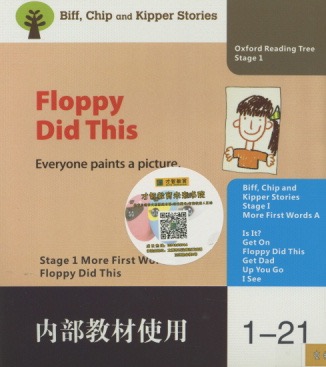 Biff, Chip and Kipper Stories
Oxford Reading Tree
Stage 1
Floppy
Did This
Everyone paints a picture.
Biff, Chip and
Kipper Stories
Stage I
More First Words A
Is It?
Get On
Floppy Did This
Get Dad
Up You Go
I See
Stage 1 More First Wor
Floppy Did This
内部教材使用
1-21